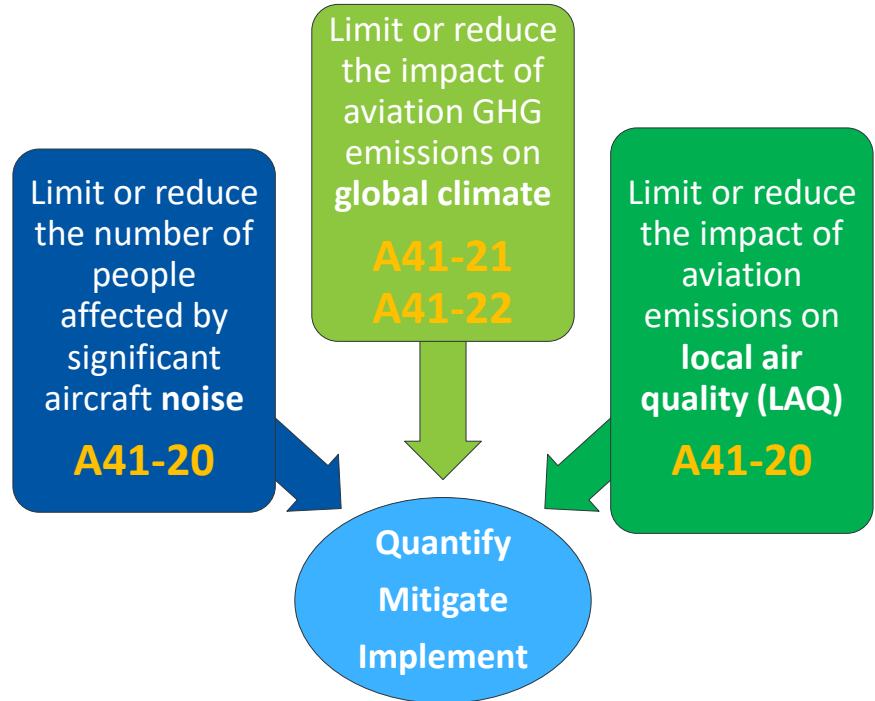 Limit or reduce
the number of
people
affected by
significant
aircraft noise
A41-20
Limit or reduce
the impact of
aviation GHG
emissions on
global climate
A41-21
A41-22
Limit or reduce
the impact of
aviation
emissions on
local air
quality (LAQ)
A41-20
Quantify
Mitigate
Implement